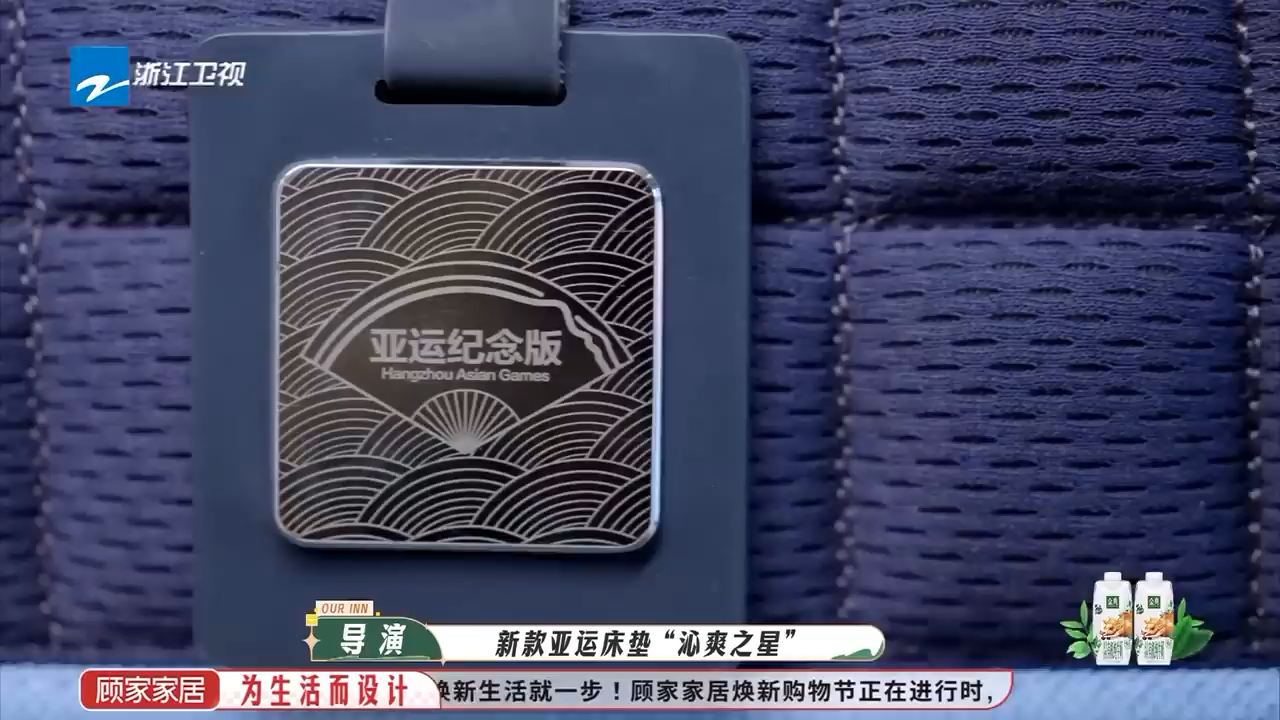 浙江卫视
亚运纪念版
Hangzhou Asian Games
OUR INN
导演
新款亚运床垫“沁爽之星”
顾家家居
为生活而设计
焕新生活就一步！顾家家居焕新购物节正在进行时，